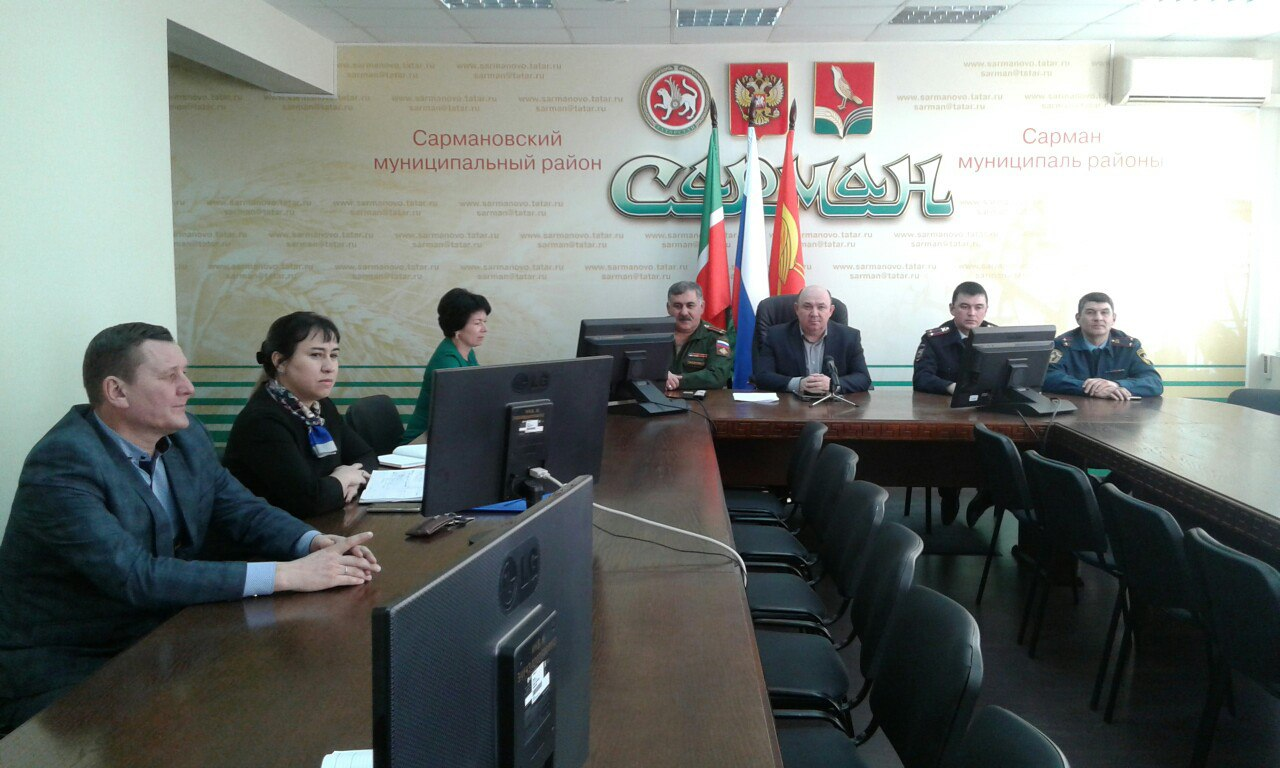 www.sarmanovo.tatar.ru
sarman@tatar.ru
Сармановский
муниципальный район
Сарман
муниципаль районы
Сарман
LG
LG